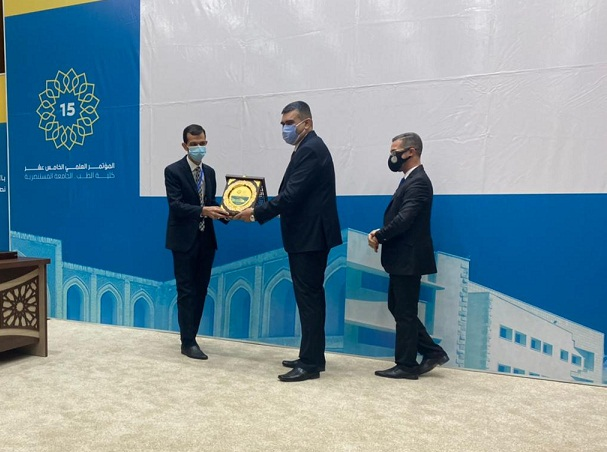 15
المؤتمر العلمي الخامس عشر
كلية الطب . الجامعة المستنصرية